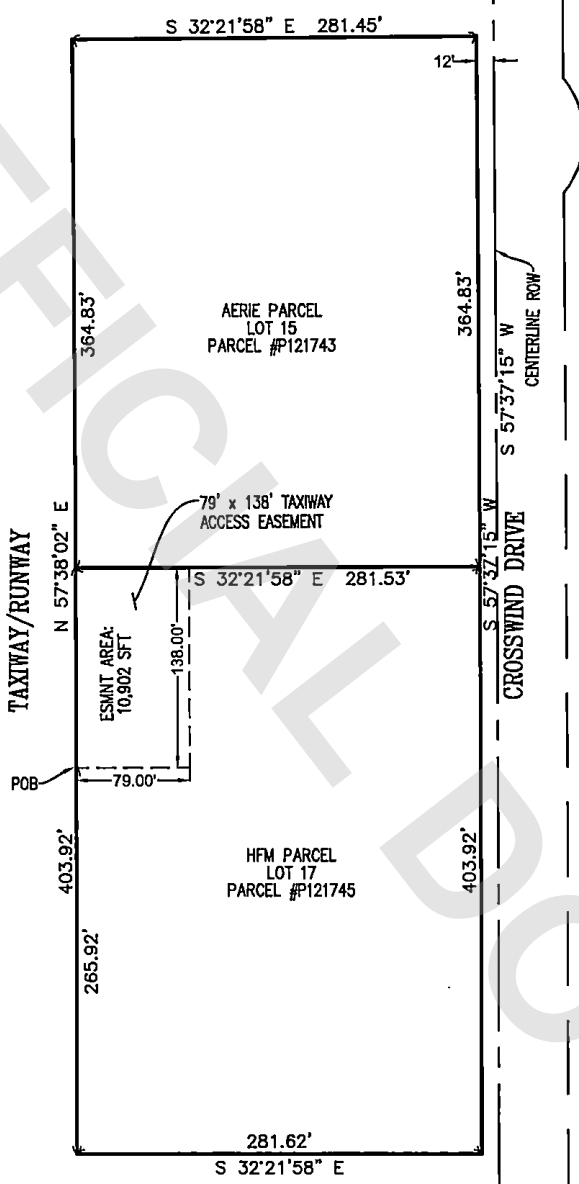 S 32°21'58" E 281.45'
12'
364.83'
AERIE PARCEL
LOT 15
PARCEL #P121743
364.83'
CENTERLINE ROW
S 57°37'15" W
79' x 138' TAXIWAY
ACCESS EASEMENT
N 57°38'02" E
S 57°37'15" W
TAXIWAY/RUNWAY
S 32°21'58" E 281.53'
CROSSWIND DRIVE
ESMNT AREA:
10,902 SFT
138.00'
POB
79.00'
403.92'
HFM PARCEL
LOT 17
PARCEL #P121745
403.92'
265.92'
281.62'
S 32°21'58" E